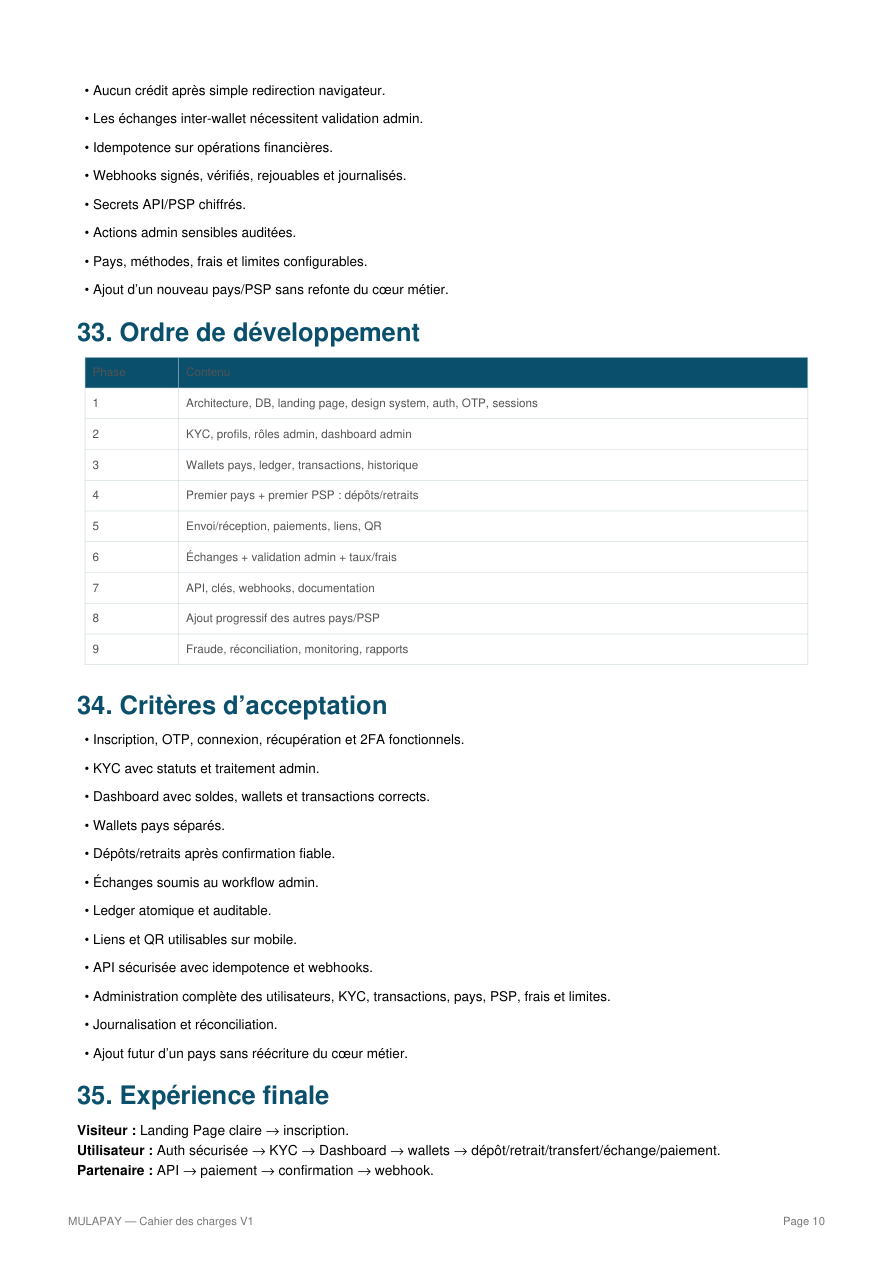 • Aucun crédit après simple redirection navigateur.
• Les échanges inter-wallet nécessitent validation admin.
• Idempotence sur opérations financières.
• Webhooks signés, vérifiés, rejouables et journalisés.
• Secrets API/PSP chiffrés.
• Actions admin sensibles auditées.
• Pays, méthodes, frais et limites configurables.
• Ajout d’un nouveau pays/PSP sans refonte du cœur métier.
33. Ordre de développement
Phase Contenu
1 Architecture, DB, landing page, design system, auth, OTP, sessions
2 KYC, profils, rôles admin, dashboard admin
3 Wallets pays, ledger, transactions, historique
4 Premier pays + premier PSP : dépôts/retraits
5 Envoi/réception, paiements, liens, QR
6 Échanges + validation admin + taux/frais
7 API, clés, webhooks, documentation
8 Ajout progressif des autres pays/PSP
9 Fraude, réconciliation, monitoring, rapports
34. Critères d’acceptation
• Inscription, OTP, connexion, récupération et 2FA fonctionnels.
• KYC avec statuts et traitement admin.
• Dashboard avec soldes, wallets et transactions corrects.
• Wallets pays séparés.
• Dépôts/retraits après confirmation fiable.
• Échanges soumis au workflow admin.
• Ledger atomique et auditable.
• Liens et QR utilisables sur mobile.
• API sécurisée avec idempotence et webhooks.
• Administration complète des utilisateurs, KYC, transactions, pays, PSP, frais et limites.
• Journalisation et réconciliation.
• Ajout futur d’un pays sans réécriture du cœur métier.
35. Expérience finale
Visiteur : Landing Page claire → inscription.
Utilisateur : Auth sécurisée → KYC → Dashboard → wallets → dépôt/retrait/transfert/échange/paiement.
Partenaire : API → paiement → confirmation → webhook.
MULAPAY — Cahier des charges V1 Page 10